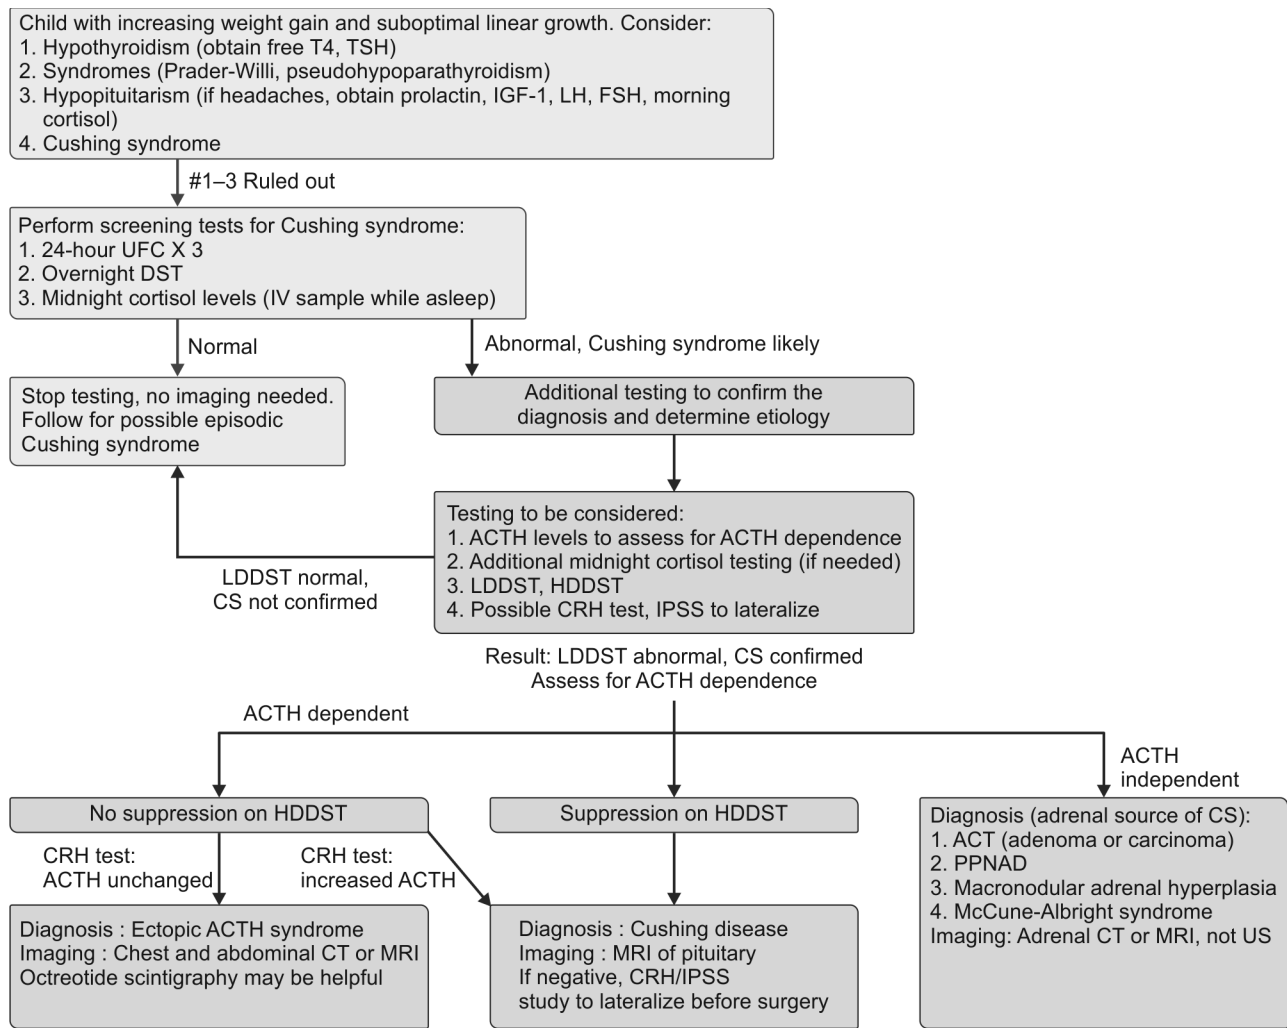 Child with increasing weight gain and suboptimal linear growth. Consider:
1. Hypothyroidism (obtain free T4, TSH)
2. Syndromes (Prader-Willi, pseudohypoparathyroidism)
3. Hypopituitarism (if headaches, obtain prolactin, IGF-1, LH, FSH, morning
cortisol)
4. Cushing syndrome
#1–3 Ruled out
Perform screening tests for Cushing syndrome:
1. 24-hour UFC X 3
2. Overnight DST
3. Midnight cortisol levels (IV sample while asleep)
Normal
Abnormal, Cushing syndrome likely
Stop testing, no imaging needed.
Follow for possible episodic
Cushing syndrome
Additional testing to confirm the
diagnosis and determine etiology
Testing to be considered:
1. ACTH levels to assess for ACTH dependence
2. Additional midnight cortisol testing (if needed)
3. LDDST, HDDST
4. Possible CRH test, IPSS to lateralize
LDDST normal,
CS not confirmed
Result: LDDST abnormal, CS confirmed
Assess for ACTH dependence
ACTH dependent
ACTH
independent
No suppression on HDDST
Suppression on HDDST
CRH test:
ACTH unchanged
CRH test:
increased ACTH
Diagnosis : Ectopic ACTH syndrome
Imaging : Chest and abdominal CT or MRI
Octreotide scintigraphy may be helpful
Diagnosis : Cushing disease
Imaging : MRI of pituitary
If negative, CRH/IPSS
study to lateralize before surgery
Diagnosis (adrenal source of CS):
1. ACT (adenoma or carcinoma)
2. PPNAD
3. Macronodular adrenal hyperplasia
4. McCune-Albright syndrome
Imaging: Adrenal CT or MRI, not US